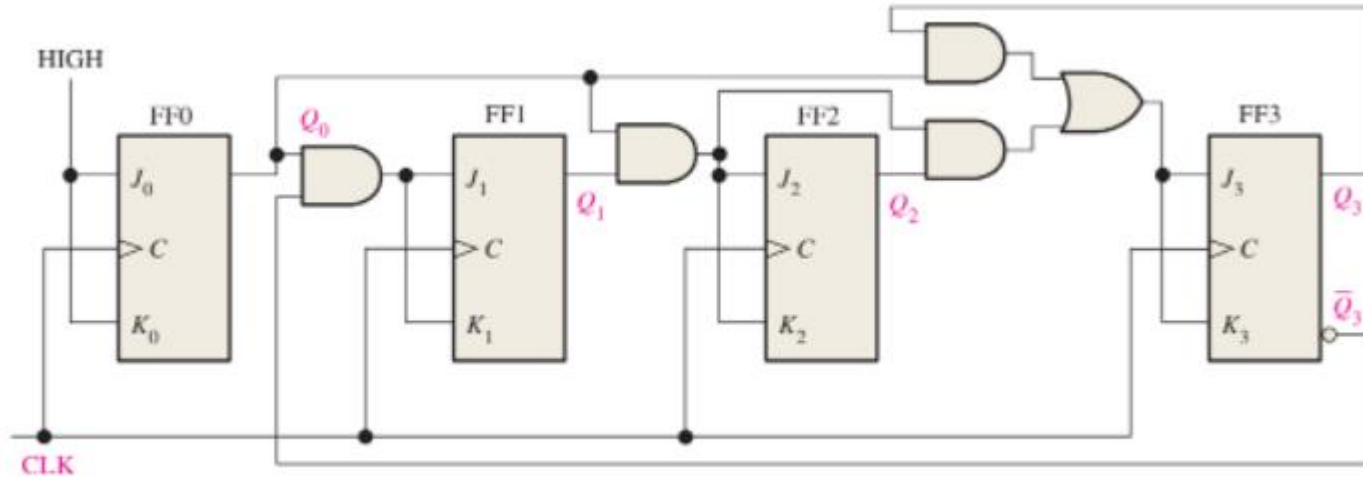 HIGH
FF0
FF1
FF2
FF3
Q₀
J₀
J₁
J₂
J₃
Q₁
Q₂
Q₃
C
C
C
C
Q̅₃
K₀
K₁
K₂
K₃
CLK